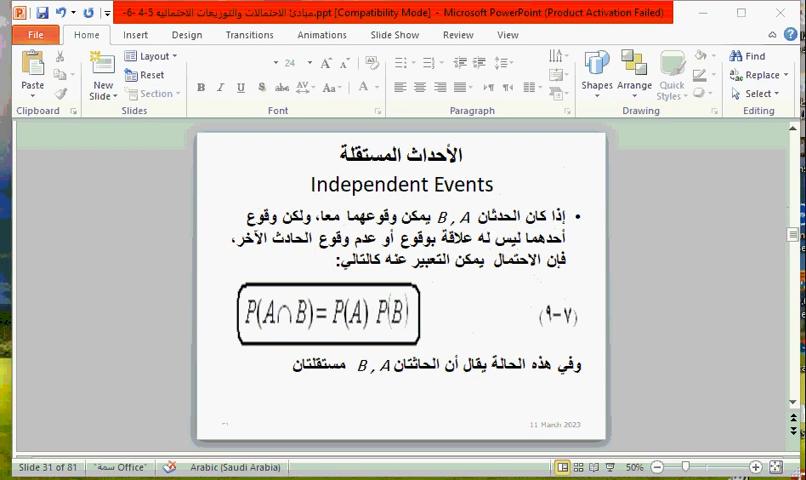 -6- 4-5 مبادئ الاحتمالات والتوزيعات الاحتماليه.ppt [Compatibility Mode] - Microsoft PowerPoint (Product Activation Failed)
File Home Insert Design Transitions Animations Slide Show Review View
Paste
Clipboard
New Slide
Layout
Reset
Section
Slides
24
Font
Paragraph
Shapes
Arrange
Quick Styles
Drawing
Find
Replace
Select
Editing
الأحداث المستقلة
Independent Events
• إذا كان الحدثان B , A يمكن وقوعهما معا، ولكن وقوع
أحدهما ليس له علاقة بوقوع أو عدم وقوع الحادث الآخر،
فإن الاحتمال يمكن التعبير عنه كالتالي:
P(A∩B) = P(A) P(B)
(٧-٩)
وفي هذه الحالة يقال أن الحاثتان B , A مستقلتان
11 March 2023
Slide 31 of 81
"سمة Office"
Arabic (Saudi Arabia)
50%